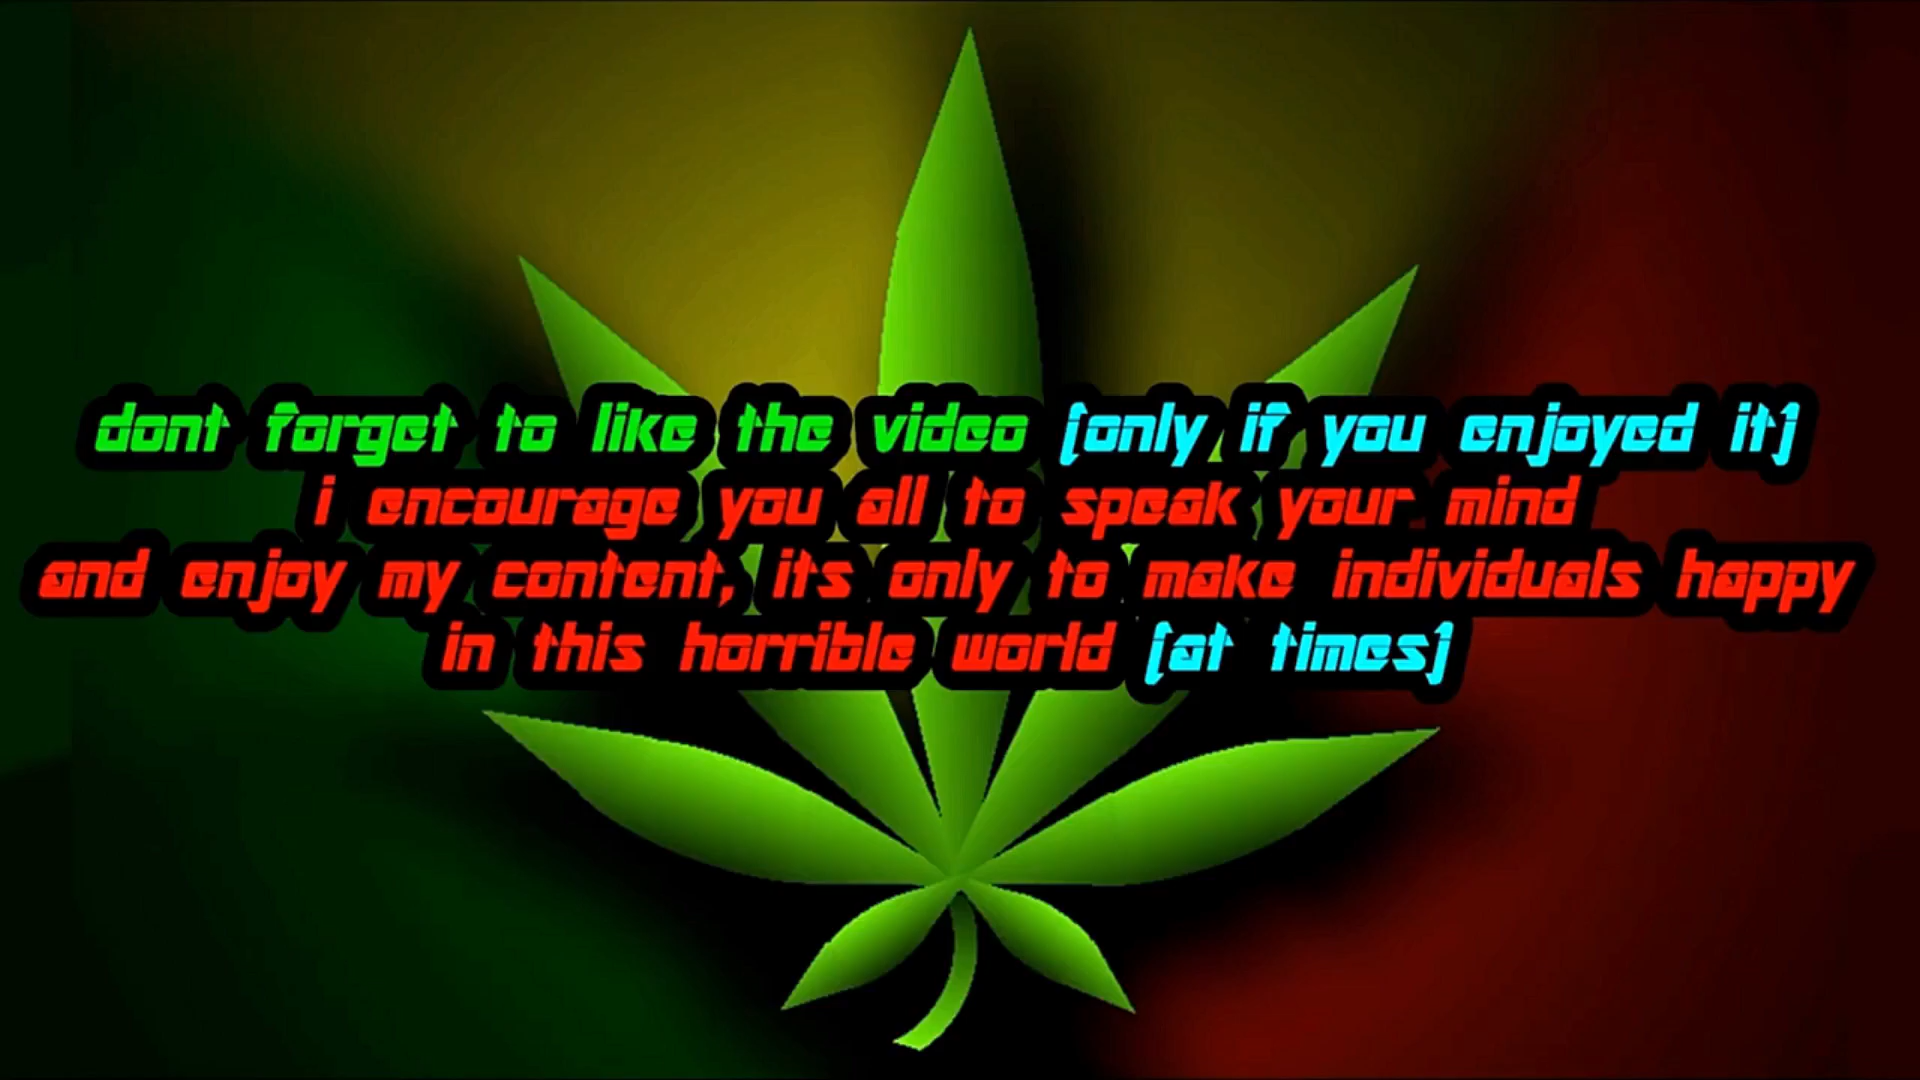 dont forget to like the video (only if you enjoyed it)
i encourage you all to speak your mind
and enjoy my content, its only to make individuals happy
in this horrible world (at times)